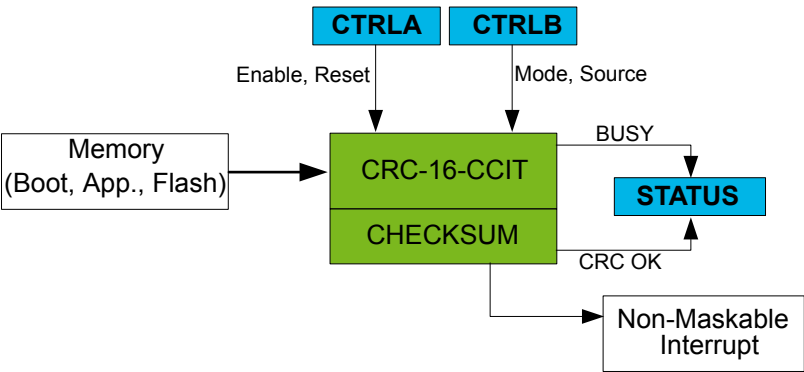 CTRLA
CTRLB
Enable, Reset
Mode, Source
BUSY
Memory
(Boot, App., Flash)
CRC-16-CCIT
STATUS
CHECKSUM
CRC OK
Non-Maskable
Interrupt